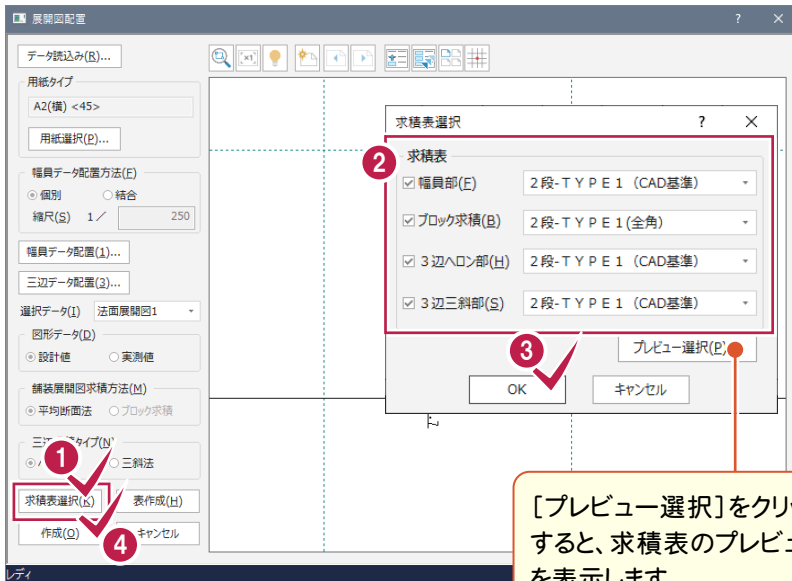 展開図配置
?
データ読込み(R)...
用紙タイプ
A2(横) <45>
用紙選択(P)...
幅員データ配置方法(F)
個別
結合
縮尺(S) 1／ 250
幅員データ配置(1)...
三辺データ配置(3)...
選択データ(I) 法面展開図1
図形データ(D)
設計値
実測値
舗装展開図求積方法(M)
平均断面法
ブロック求積
1
三斜法
求積表選択(K)
表作成(H)
作成(O)
キャンセル
4
レディ
求積表選択
?
2
求積表
幅員部(F) 2段-ＴＹＰＥ１（CAD基準）
ブロック求積(B) 2段-ＴＹＰＥ１(全角)
３辺ヘロン部(H) 2段-ＴＹＰＥ１（CAD基準）
３辺三斜部(S) 2段-ＴＹＰＥ１（CAD基準）
3
プレビュー選択(P)
OK
キャンセル
［プレビュー選択］をクリッ
すると、求積表のプレビュ
を表示します